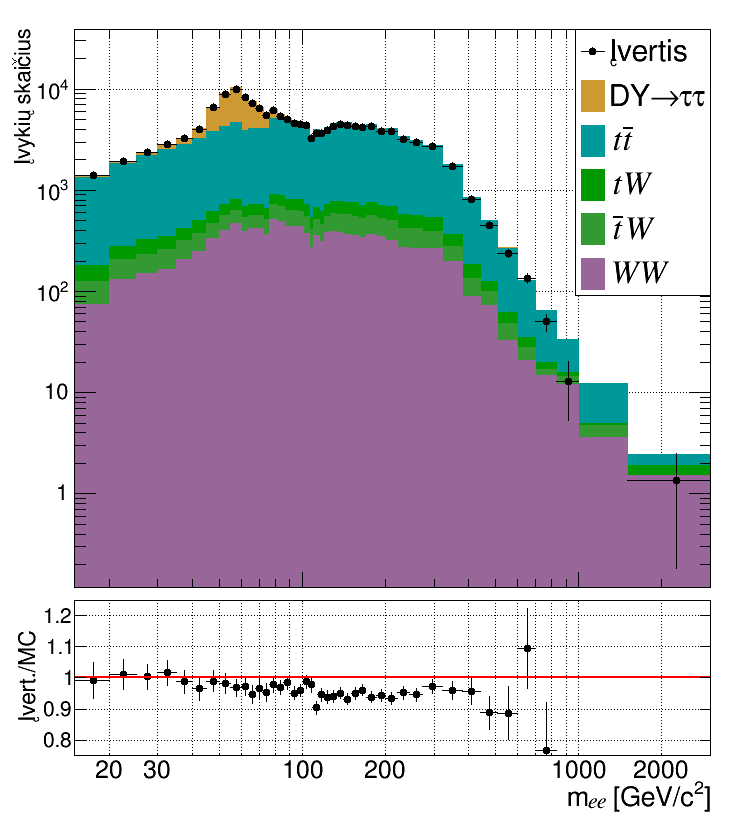 Įvykių skaičius
10⁴
10³
10²
10
1
Įvertis
DY→ττ
tt̄
tW
t̄W
WW
Įvert./MC
1.2
1.1
1
0.9
0.8
20 30 100 200 1000 2000
mₑₑ [GeV/c²]